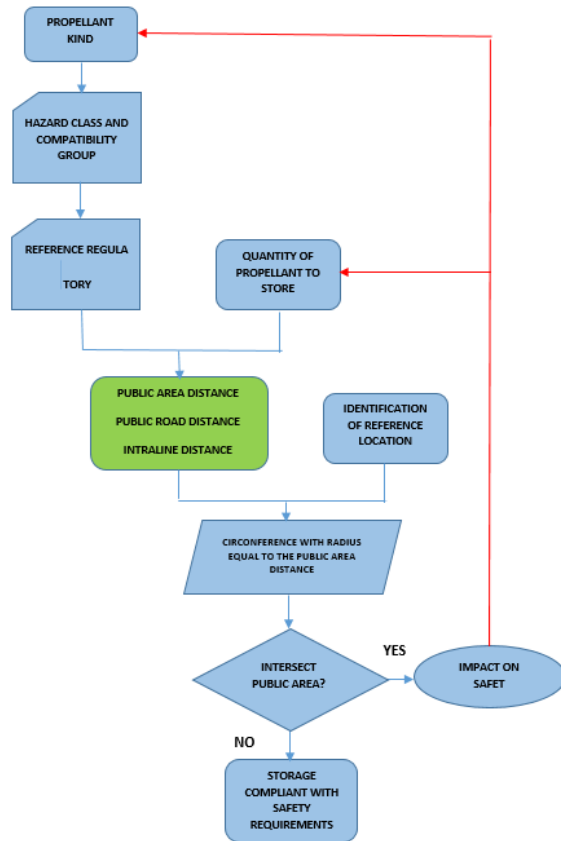 PROPELLANT
KIND
HAZARD CLASS AND
COMPATIBILITY
GROUP
REFERENCE REGULA
TORY
QUANTITY OF
PROPELLANT TO
STORE
PUBLIC AREA DISTANCE
PUBLIC ROAD DISTANCE
INTRALINE DISTANCE
IDENTIFICATION
OF REFERENCE
LOCATION
CIRCONFERENCE WITH RADIUS
EQUAL TO THE PUBLIC AREA
DISTANCE
INTERSECT
PUBLIC AREA?
YES
IMPACT ON
SAFET
NO
STORAGE
COMPLIANT WITH
SAFETY
REQUIREMENTS